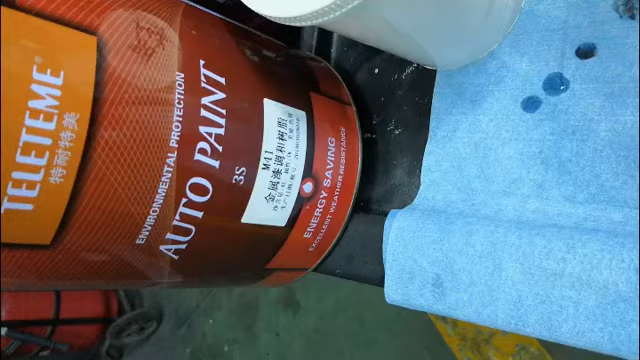 TELETEME®
特耐特美
ENVIRONMENTAL PROTECTION
AUTO PAINT
3S
M41
金属漆调和树脂
ENERGY SAVING
EXCELLENT WEATHER RESISTANCE